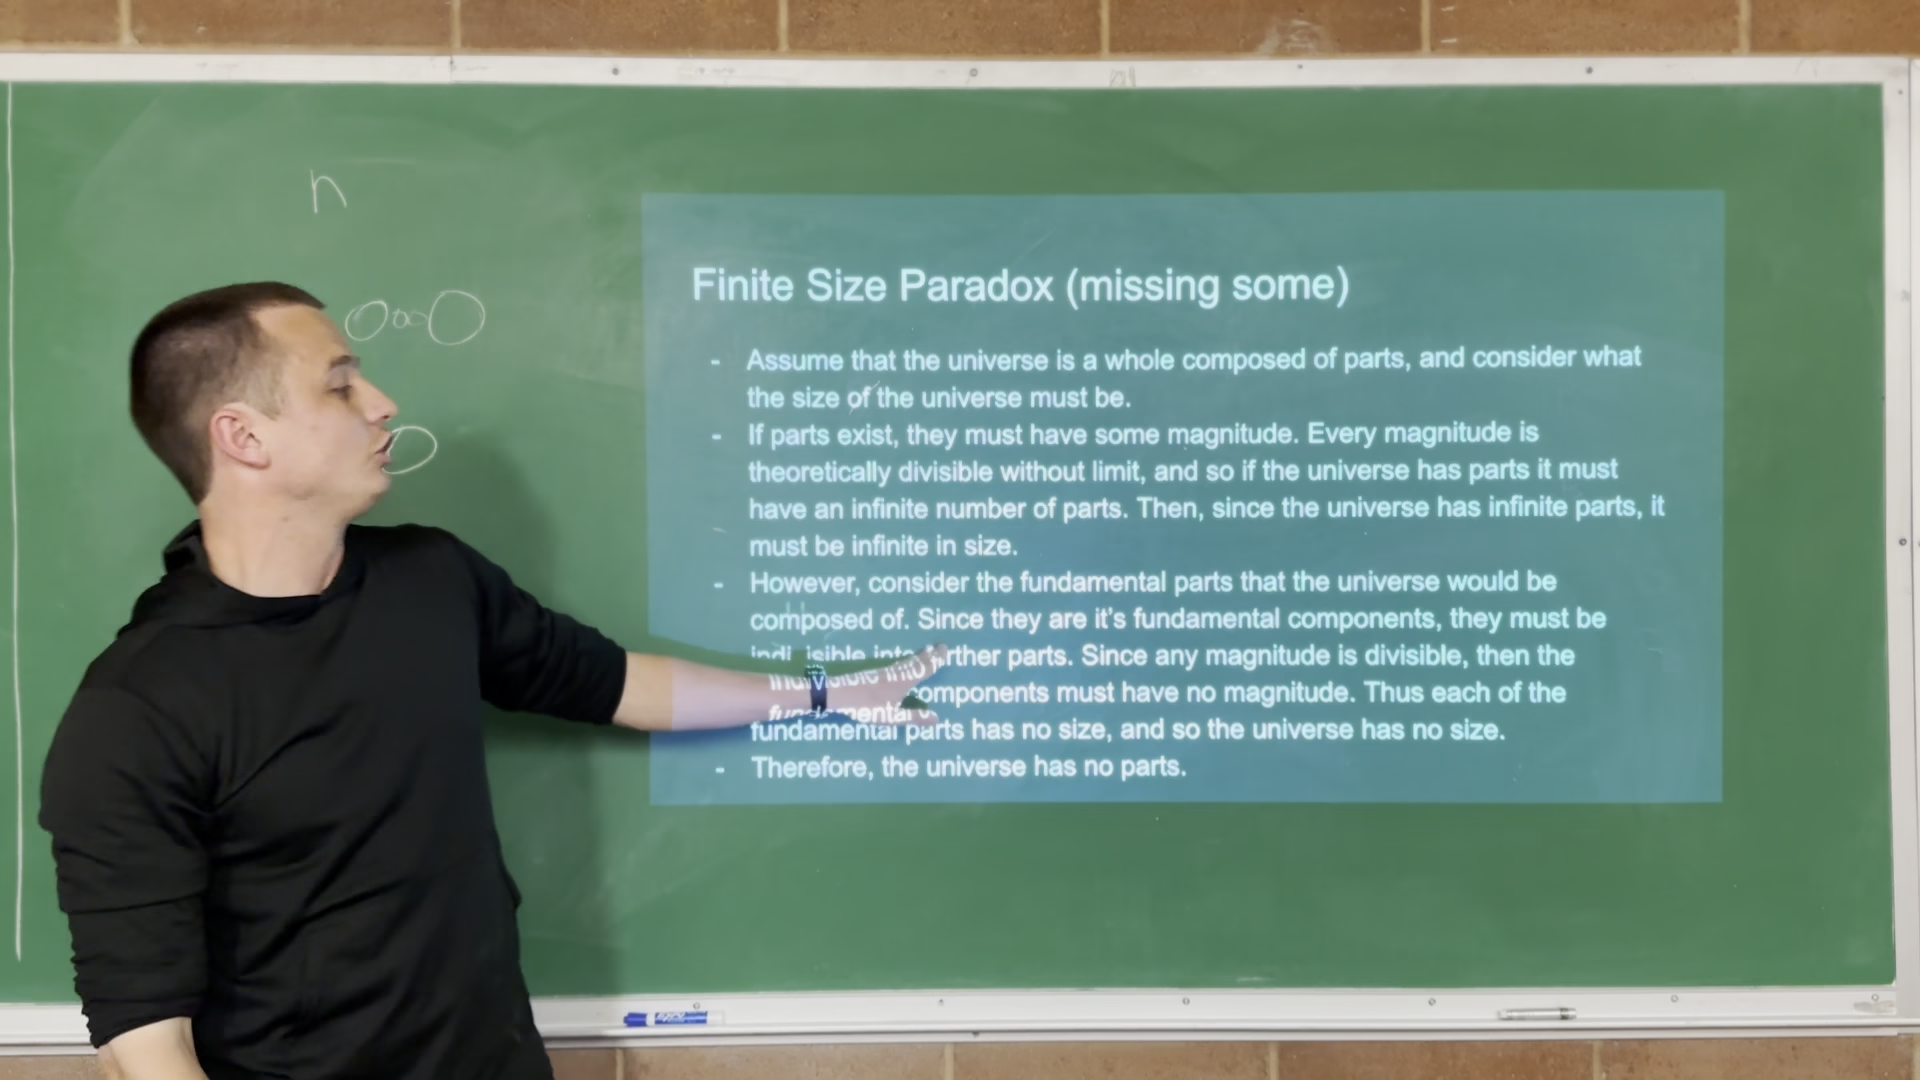 n
Finite Size Paradox (missing some)
- Assume that the universe is a whole composed of parts, and consider what
the size of the universe must be.
- If parts exist, they must have some magnitude. Every magnitude is
theoretically divisible without limit, and so if the universe has parts it must
have an infinite number of parts. Then, since the universe has infinite parts, it
must be infinite in size.
- However, consider the fundamental parts that the universe would be
composed of. Since they are it's fundamental components, they must be
indivisible into further parts. Since any magnitude is divisible, then the
fundamental components must have no magnitude. Thus each of the
fundamental parts has no size, and so the universe has no size.
- Therefore, the universe has no parts.